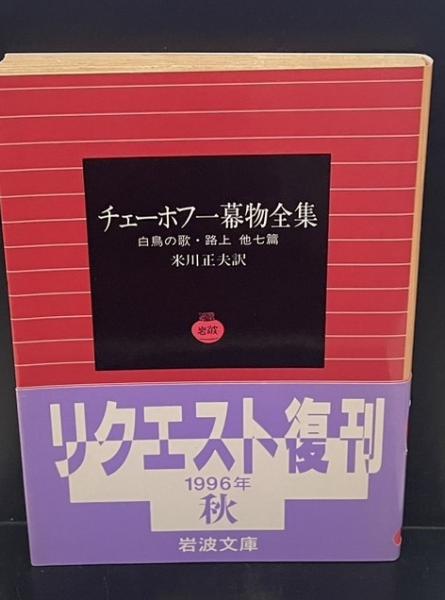 チェーホフ一幕物全集
白鳥の歌・路上 他七篇
米川正夫訳
岩波
リクエスト復刊
1996年
秋
岩波文庫